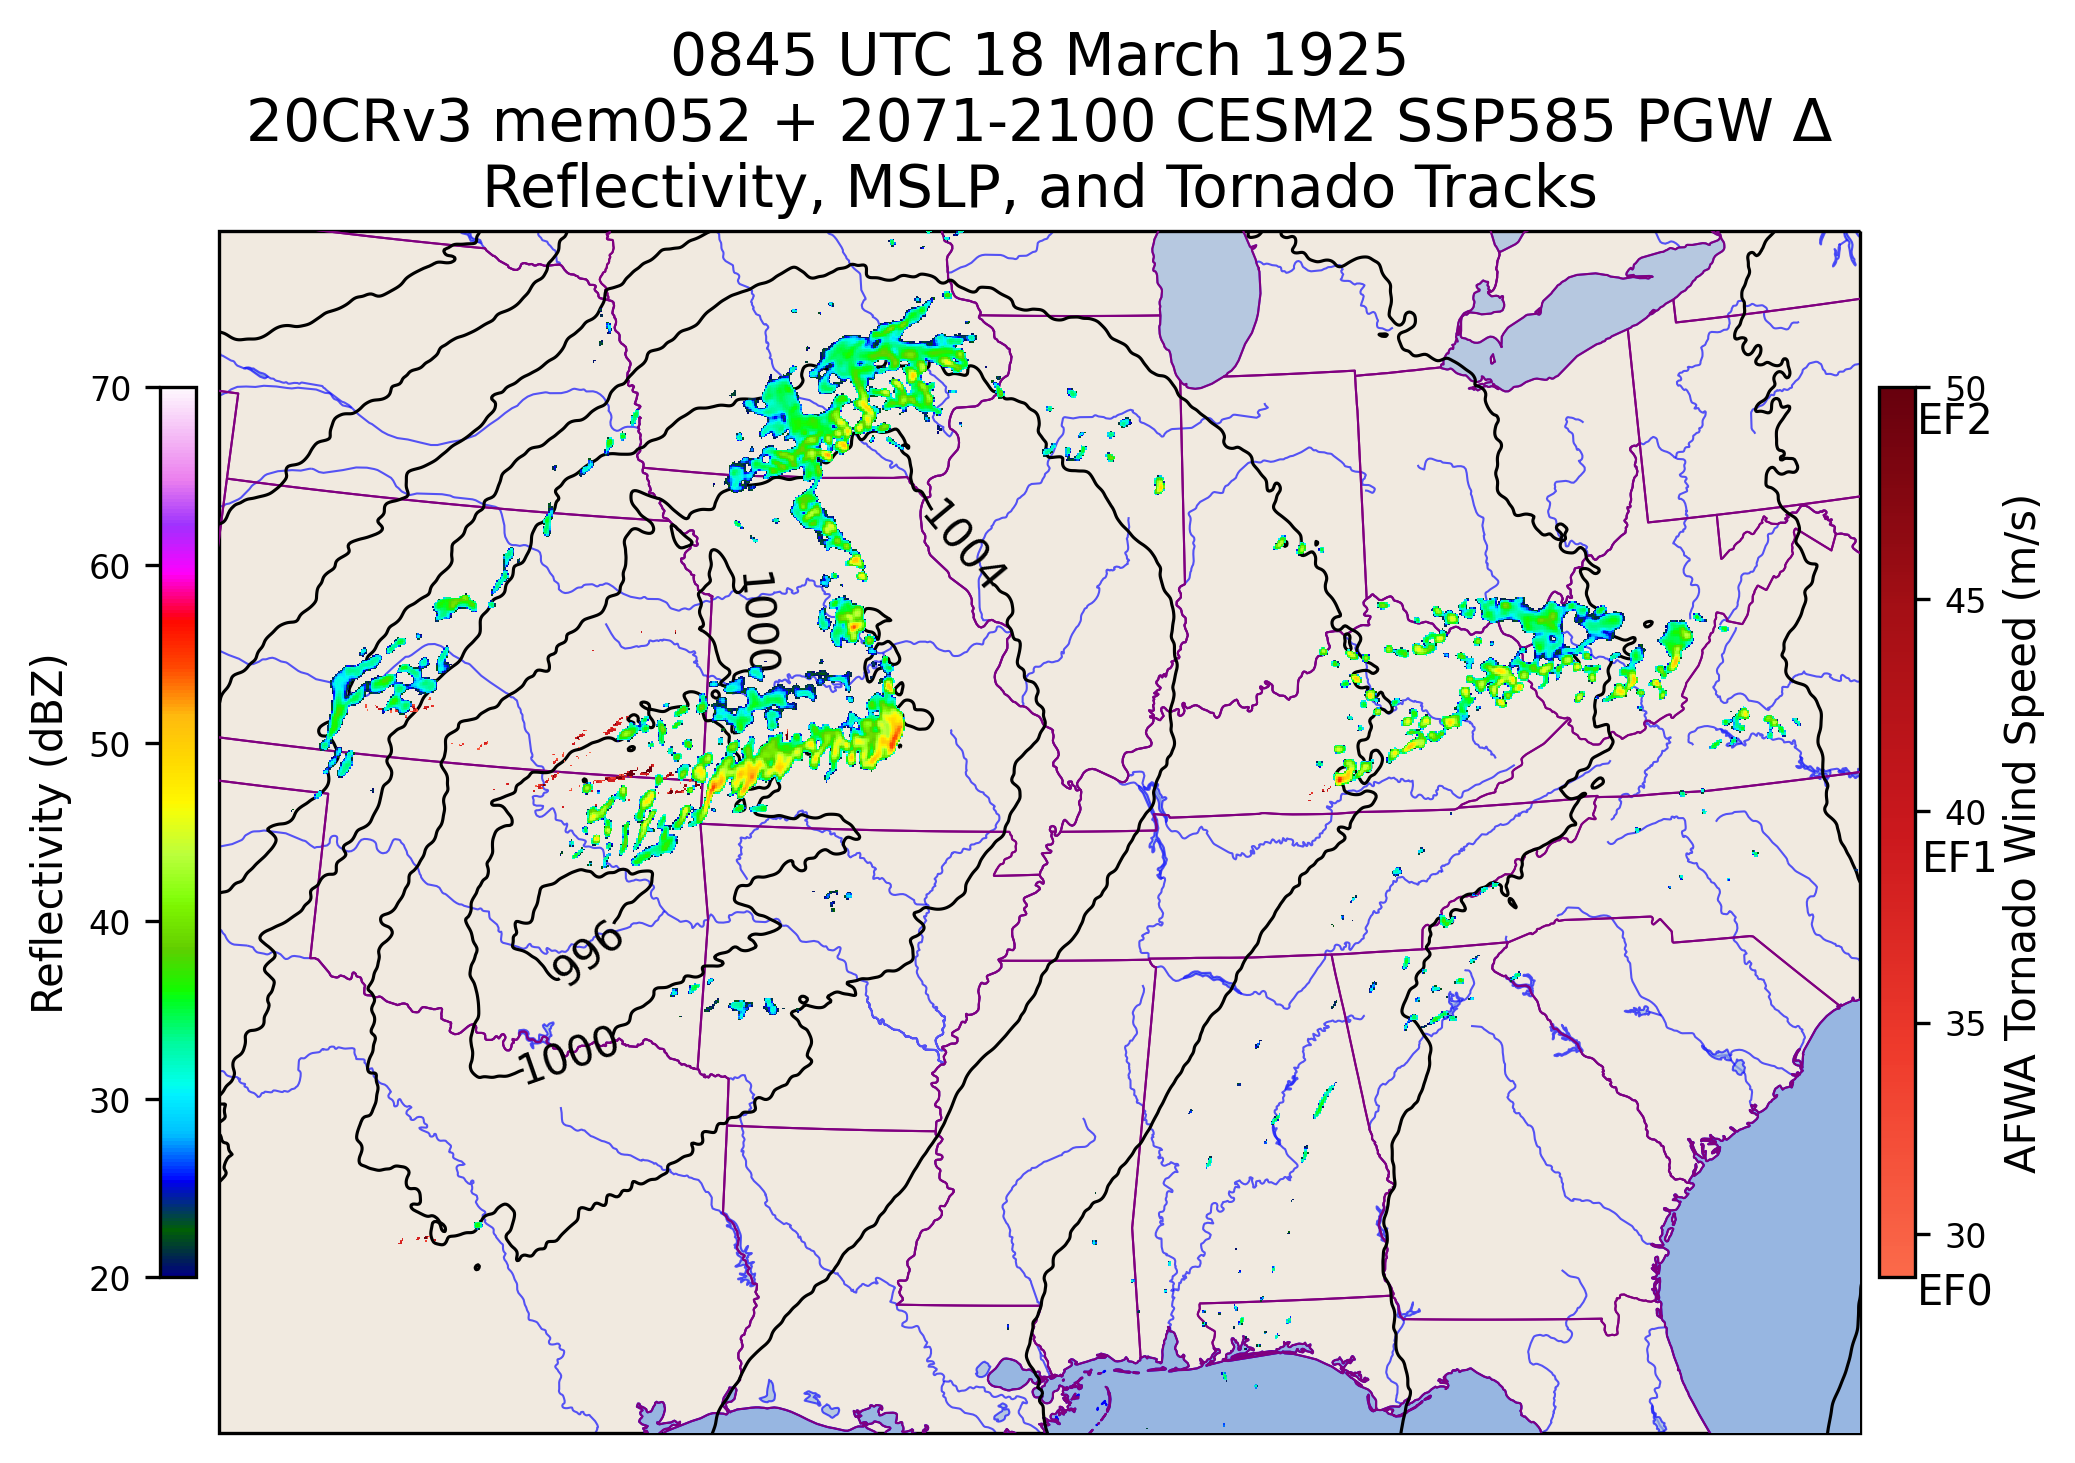 0845 UTC 18 March 1925
20CRv3 mem052 + 2071-2100 CESM2 SSP585 PGW Δ
Reflectivity, MSLP, and Tornado Tracks
Reflectivity (dBZ)
70
60
50
40
30
20
1004
1000
996
1000
50
EF2
45
40
EF1
35
30
EF0
AFWA Tornado Wind Speed (m/s)